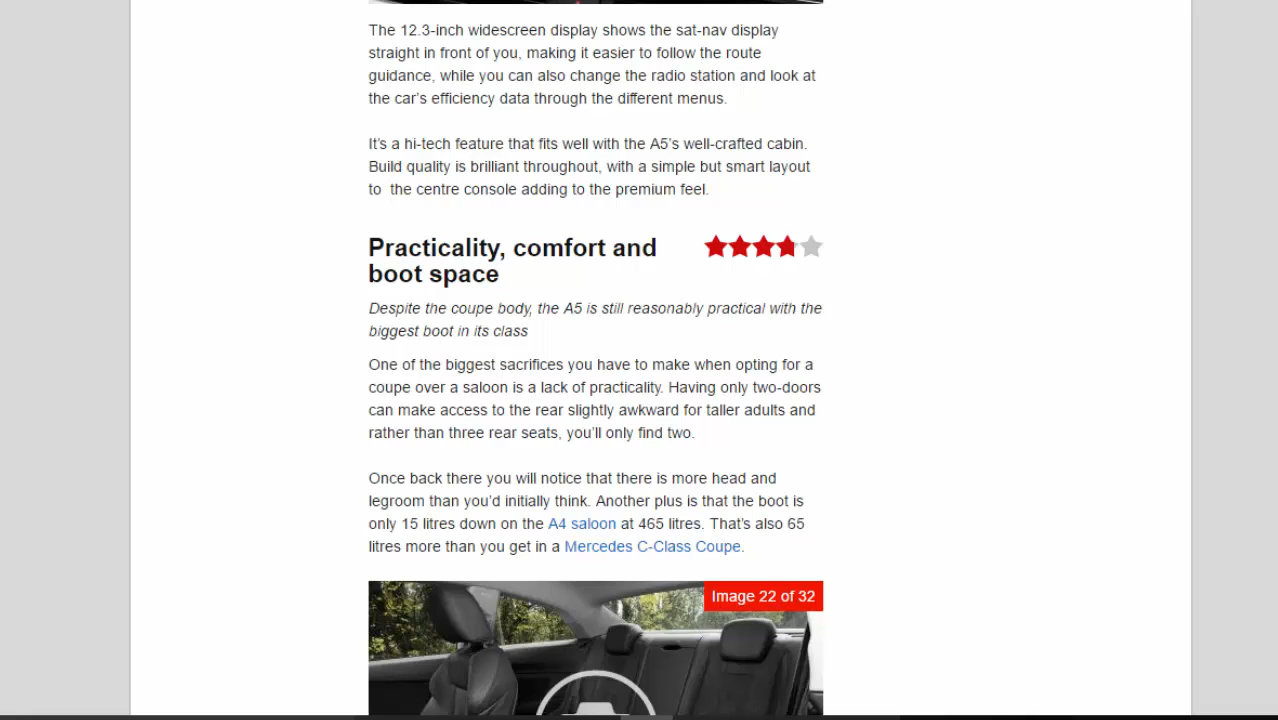 The 12.3-inch widescreen display shows the sat-nav display
straight in front of you, making it easier to follow the route
guidance, while you can also change the radio station and look at
the car's efficiency data through the different menus.
It's a hi-tech feature that fits well with the A5's well-crafted cabin.
Build quality is brilliant throughout, with a simple but smart layout
to  the centre console adding to the premium feel.
Practicality, comfort and
boot space
Despite the coupe body, the A5 is still reasonably practical with the
biggest boot in its class
One of the biggest sacrifices you have to make when opting for a
coupe over a saloon is a lack of practicality. Having only two-doors
can make access to the rear slightly awkward for taller adults and
rather than three rear seats, you'll only find two.
Once back there you will notice that there is more head and
legroom than you'd initially think. Another plus is that the boot is
only 15 litres down on the A4 saloon at 465 litres. That's also 65
litres more than you get in a Mercedes C-Class Coupe.
Image 22 of 32